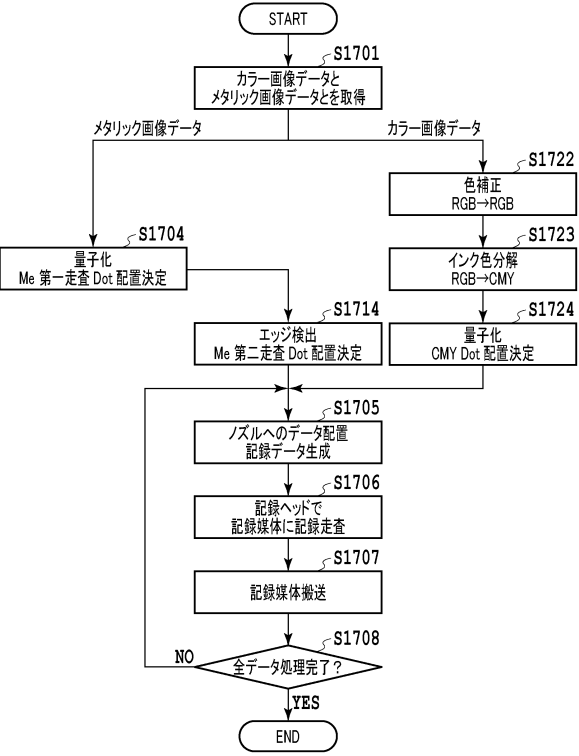 START
S1701
カラー画像データと
メタリック画像データとを取得
メタリック画像データ
カラー画像データ
S1722
色補正
RGB→RGB
S1704
量子化
Me 第一走査 Dot 配置決定
S1723
インク色分解
RGB→CMY
S1714
エッジ検出
Me 第二走査 Dot 配置決定
S1724
量子化
CMY Dot 配置決定
S1705
ノズルへのデータ配置
記録データ生成
S1706
記録ヘッドで
記録媒体に記録走査
S1707
記録媒体搬送
S1708
全データ処理完了?
NO
YES
END